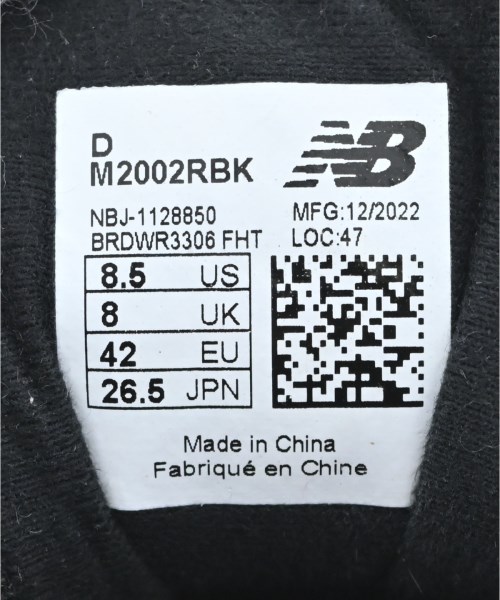 D
M2002RBK
NB
NBJ-1128850
MFG:12/2022
BRDWR3306 FHT
LOC:47
8.5 US
8 UK
42 EU
26.5 JPN
Made in China
Fabriqué en Chine